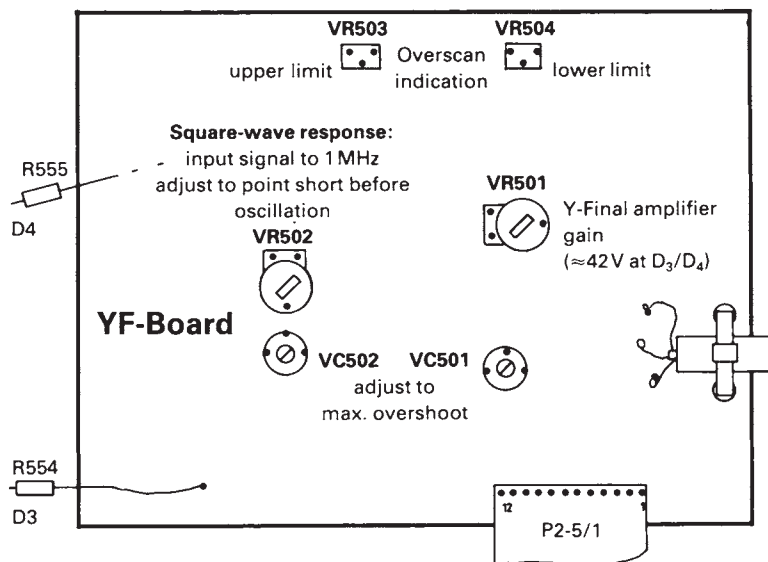 VR503
VR504
upper limit
Overscan
indication
lower limit
Square-wave response:
input signal to 1 MHz
adjust to point short before
oscillation
R555
D4
VR502
VR501
Y-Final amplifier
gain
(≈42V at D₃/D₄)
YF-Board
VC502
VC501
adjust to
max. overshoot
R554
D3
12
1
P2-5/1